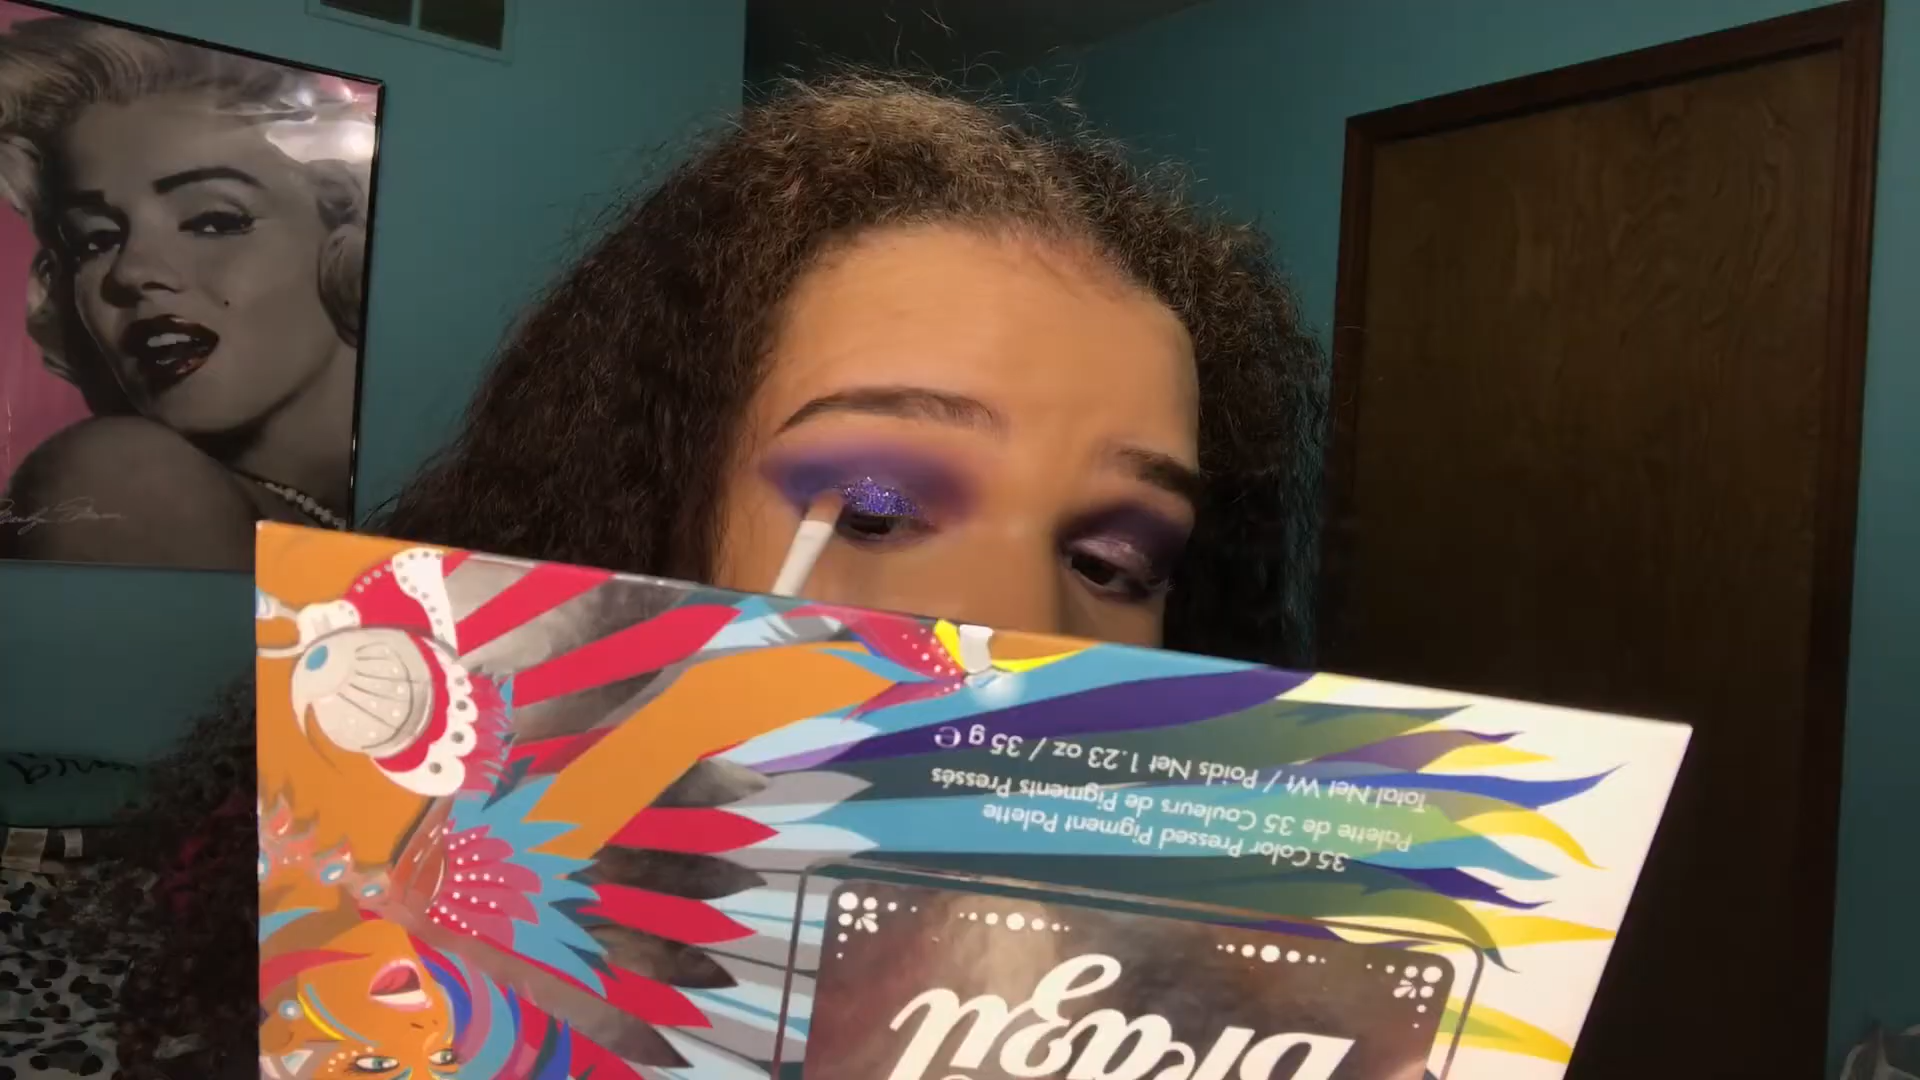 Brazil
35 Color Pressed Pigment Palette
Palette de 35 Couleurs de Pigments Pressés
Total Net Wt / Poids Net 1.23 oz / 35 g ℮